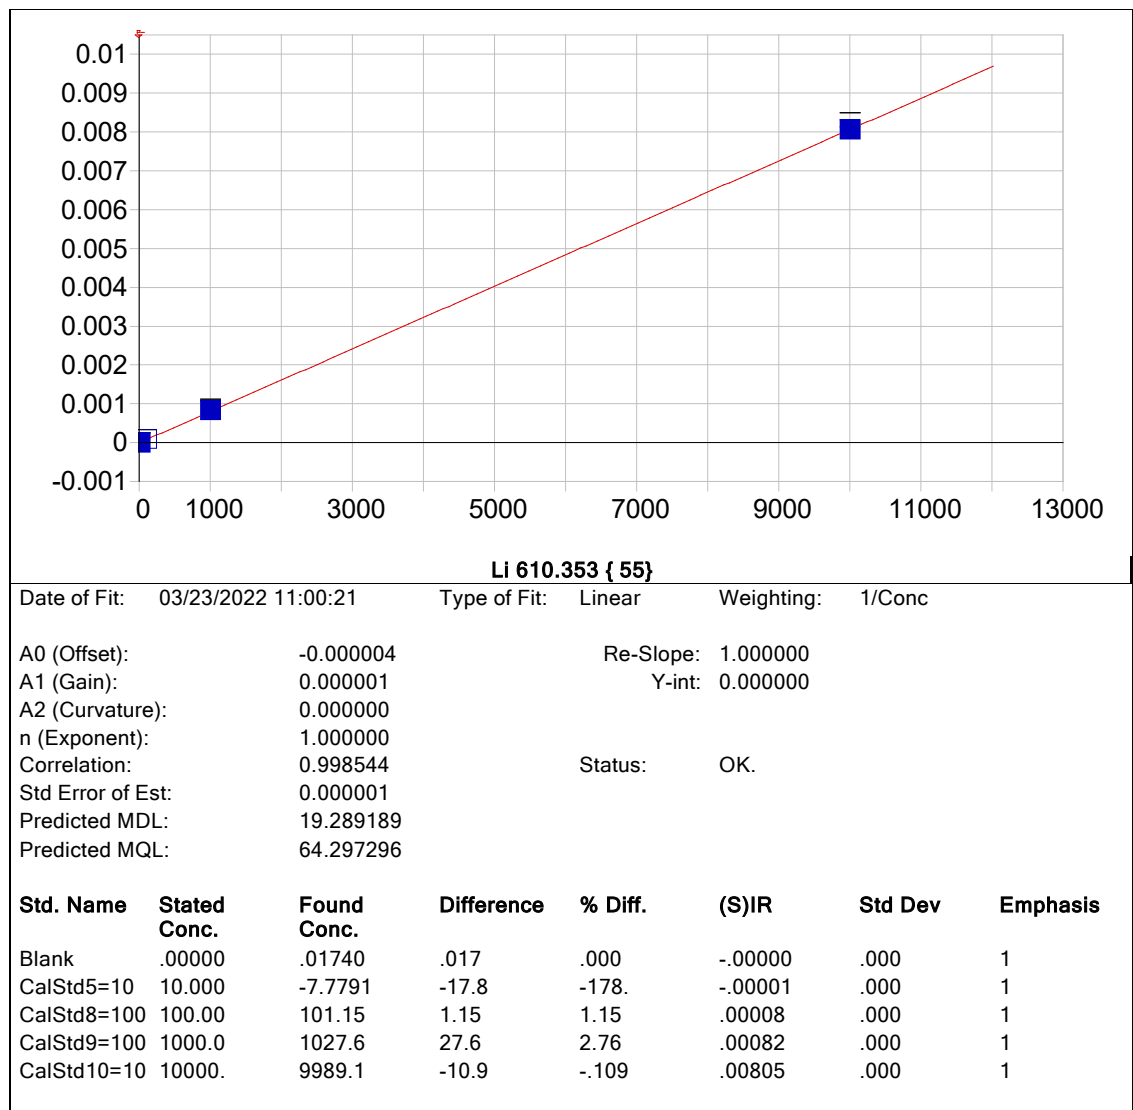 0.01
0.009
0.008
0.007
0.006
0.005
0.004
0.003
0.002
0.001
0
-0.001
0 1000 3000 5000 7000 9000 11000 13000
Li 610.353 { 55}
Date of Fit: 03/23/2022 11:00:21 Type of Fit: Linear Weighting: 1/Conc
A0 (Offset): -0.000004 Re-Slope: 1.000000
A1 (Gain): 0.000001 Y-int: 0.000000
A2 (Curvature): 0.000000
n (Exponent): 1.000000
Correlation: 0.998544 Status: OK.
Std Error of Est: 0.000001
Predicted MDL: 19.289189
Predicted MQL: 64.297296
Std. Name Stated Conc. Found Conc. Difference % Diff. (S)IR Std Dev Emphasis
Blank .00000 .01740 .017 .000 -.00000 .000 1
CalStd5=10 10.000 -7.7791 -17.8 -178. -.00001 .000 1
CalStd8=100 100.00 101.15 1.15 1.15 .00008 .000 1
CalStd9=100 1000.0 1027.6 27.6 2.76 .00082 .000 1
CalStd10=10 10000. 9989.1 -10.9 -.109 .00805 .000 1